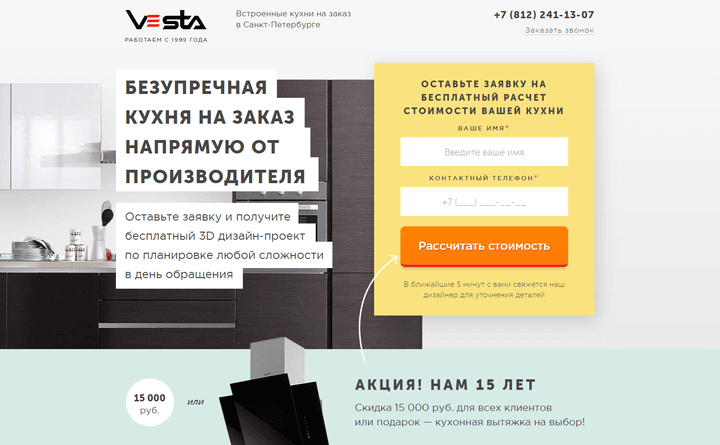 VESTA
РАБОТАЕМ С 1999 ГОДА
Встроенные кухни на заказ
в Санкт-Петербурге
+7 (812) 241-13-07
Заказать звонок
БЕЗУПРЕЧНАЯ
КУХНЯ НА ЗАКАЗ
НАПРЯМУЮ ОТ
ПРОИЗВОДИТЕЛЯ
Оставьте заявку и получите
бесплатный 3D дизайн-проект
по планировке любой сложности
в день обращения
ОСТАВЬТЕ ЗАЯВКУ НА
БЕСПЛАТНЫЙ РАСЧЕТ
СТОИМОСТИ ВАШЕЙ КУХНИ
ВАШЕ ИМЯ*
Введите ваше имя
КОНТАКТНЫЙ ТЕЛЕФОН*
+7 (___) ___-__-__
Рассчитать стоимость
В ближайшие 5 минут с вами свяжется наш
дизайнер для уточнения деталей
15 000
руб.
или
АКЦИЯ! НАМ 15 ЛЕТ
Скидка 15 000 руб. для всех клиентов
или подарок — кухонная вытяжка на выбор!